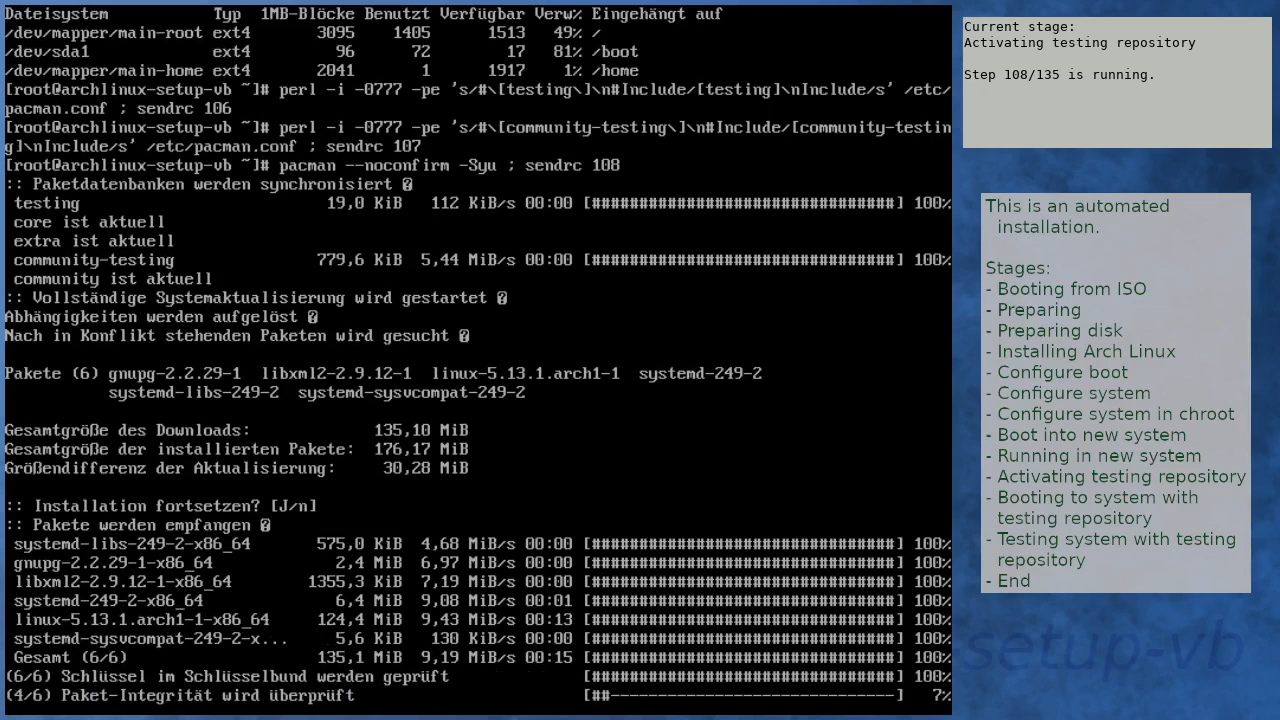 Dateisystem Typ 1MB-Blöcke Benutzt Verfügbar Verw% Eingehängt auf
/dev/mapper/main-root ext4 3095 1405 1513 49% /
/dev/sda1 ext4 96 72 17 81% /boot
/dev/mapper/main-home ext4 2041 1 1917 1% /home
[root@archlinux-setup-vb ~]# perl -i -0777 -pe 's/#\[testing\]\n#Include/[testing]\nInclude/s' /etc/
pacman.conf ; sendrc 106
[root@archlinux-setup-vb ~]# perl -i -0777 -pe 's/#\[community-testing\]\n#Include/[community-testin
g]\nInclude/s' /etc/pacman.conf ; sendrc 107
[root@archlinux-setup-vb ~]# pacman --noconfirm -Syu ; sendrc 108
:: Paketdatenbanken werden synchronisiert �
testing 19,0 KiB 112 KiB/s 00:00 [################################] 100%
core ist aktuell
extra ist aktuell
community-testing 779,6 KiB 5,44 MiB/s 00:00 [################################] 100%
community ist aktuell
:: Vollständige Systemaktualisierung wird gestartet �
Abhängigkeiten werden aufgelöst �
Nach in Konflikt stehenden Paketen wird gesucht �
Pakete (6) gnupg-2.2.29-1 libxml2-2.9.12-1 linux-5.13.1.arch1-1 systemd-249-2
systemd-libs-249-2 systemd-sysvcompat-249-2
Gesamtgröße des Downloads: 135,10 MiB
Gesamtgröße der installierten Pakete: 176,17 MiB
Größendifferenz der Aktualisierung: 30,28 MiB
:: Installation fortsetzen? [J/n]
:: Pakete werden empfangen �
systemd-libs-249-2-x86_64 575,0 KiB 4,68 MiB/s 00:00 [################################] 100%
gnupg-2.2.29-1-x86_64 2,4 MiB 6,97 MiB/s 00:00 [################################] 100%
libxml2-2.9.12-1-x86_64 1355,3 KiB 7,19 MiB/s 00:00 [################################] 100%
systemd-249-2-x86_64 6,4 MiB 9,08 MiB/s 00:01 [################################] 100%
linux-5.13.1.arch1-1-x86_64 124,4 MiB 9,43 MiB/s 00:13 [################################] 100%
systemd-sysvcompat-249-2-x... 5,6 KiB 130 KiB/s 00:00 [################################] 100%
Gesamt (6/6) 135,1 MiB 9,19 MiB/s 00:15 [################################] 100%
(6/6) Schlüssel im Schlüsselbund werden geprüft [################################] 100%
(4/6) Paket-Integrität wird überprüft [##------------------------------] 7%
Current stage:
Activating testing repository
Step 108/135 is running.
This is an automated
installation.
Stages:
- Booting from ISO
- Preparing
- Preparing disk
- Installing Arch Linux
- Configure boot
- Configure system
- Configure system in chroot
- Boot into new system
- Running in new system
- Activating testing repository
- Booting to system with
testing repository
- Testing system with testing
repository
- End
setup-vb